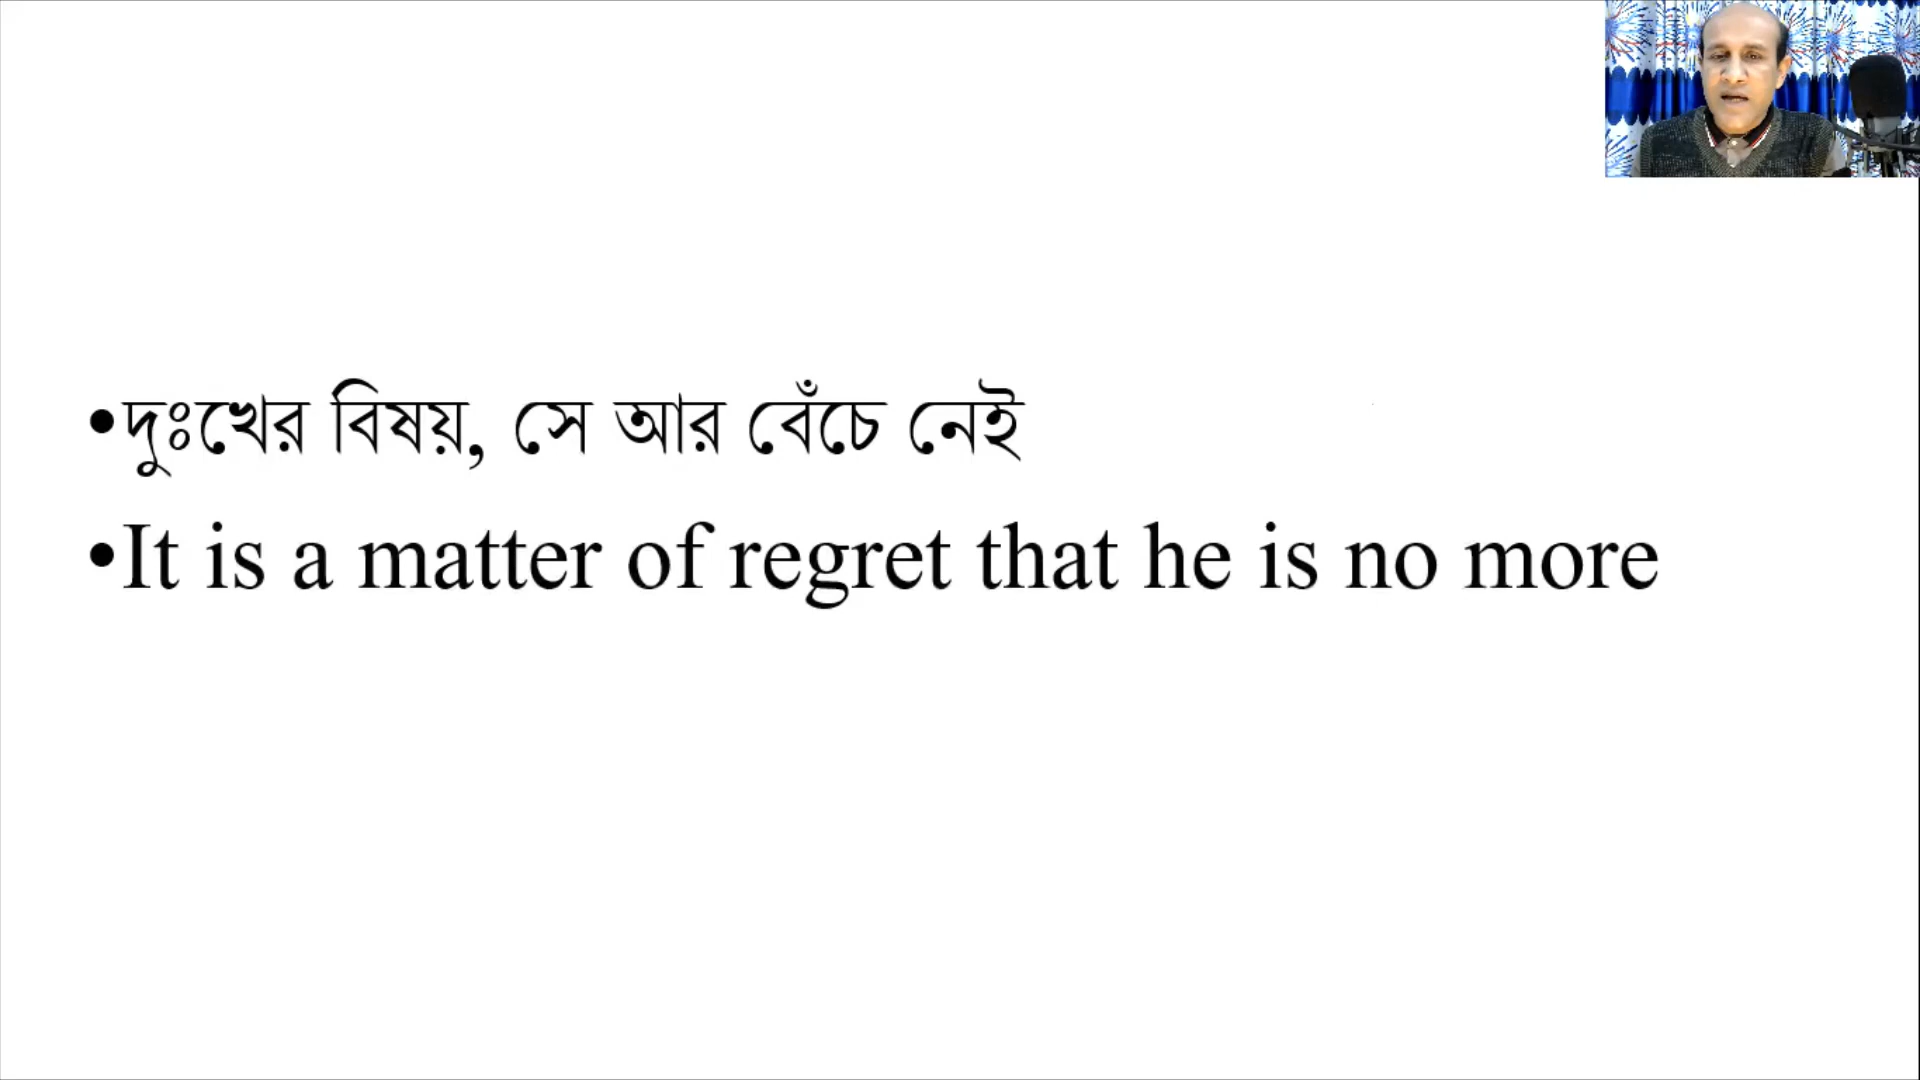 •দুঃখের বিষয়, সে আর বেঁচে নেই
•It is a matter of regret that he is no more